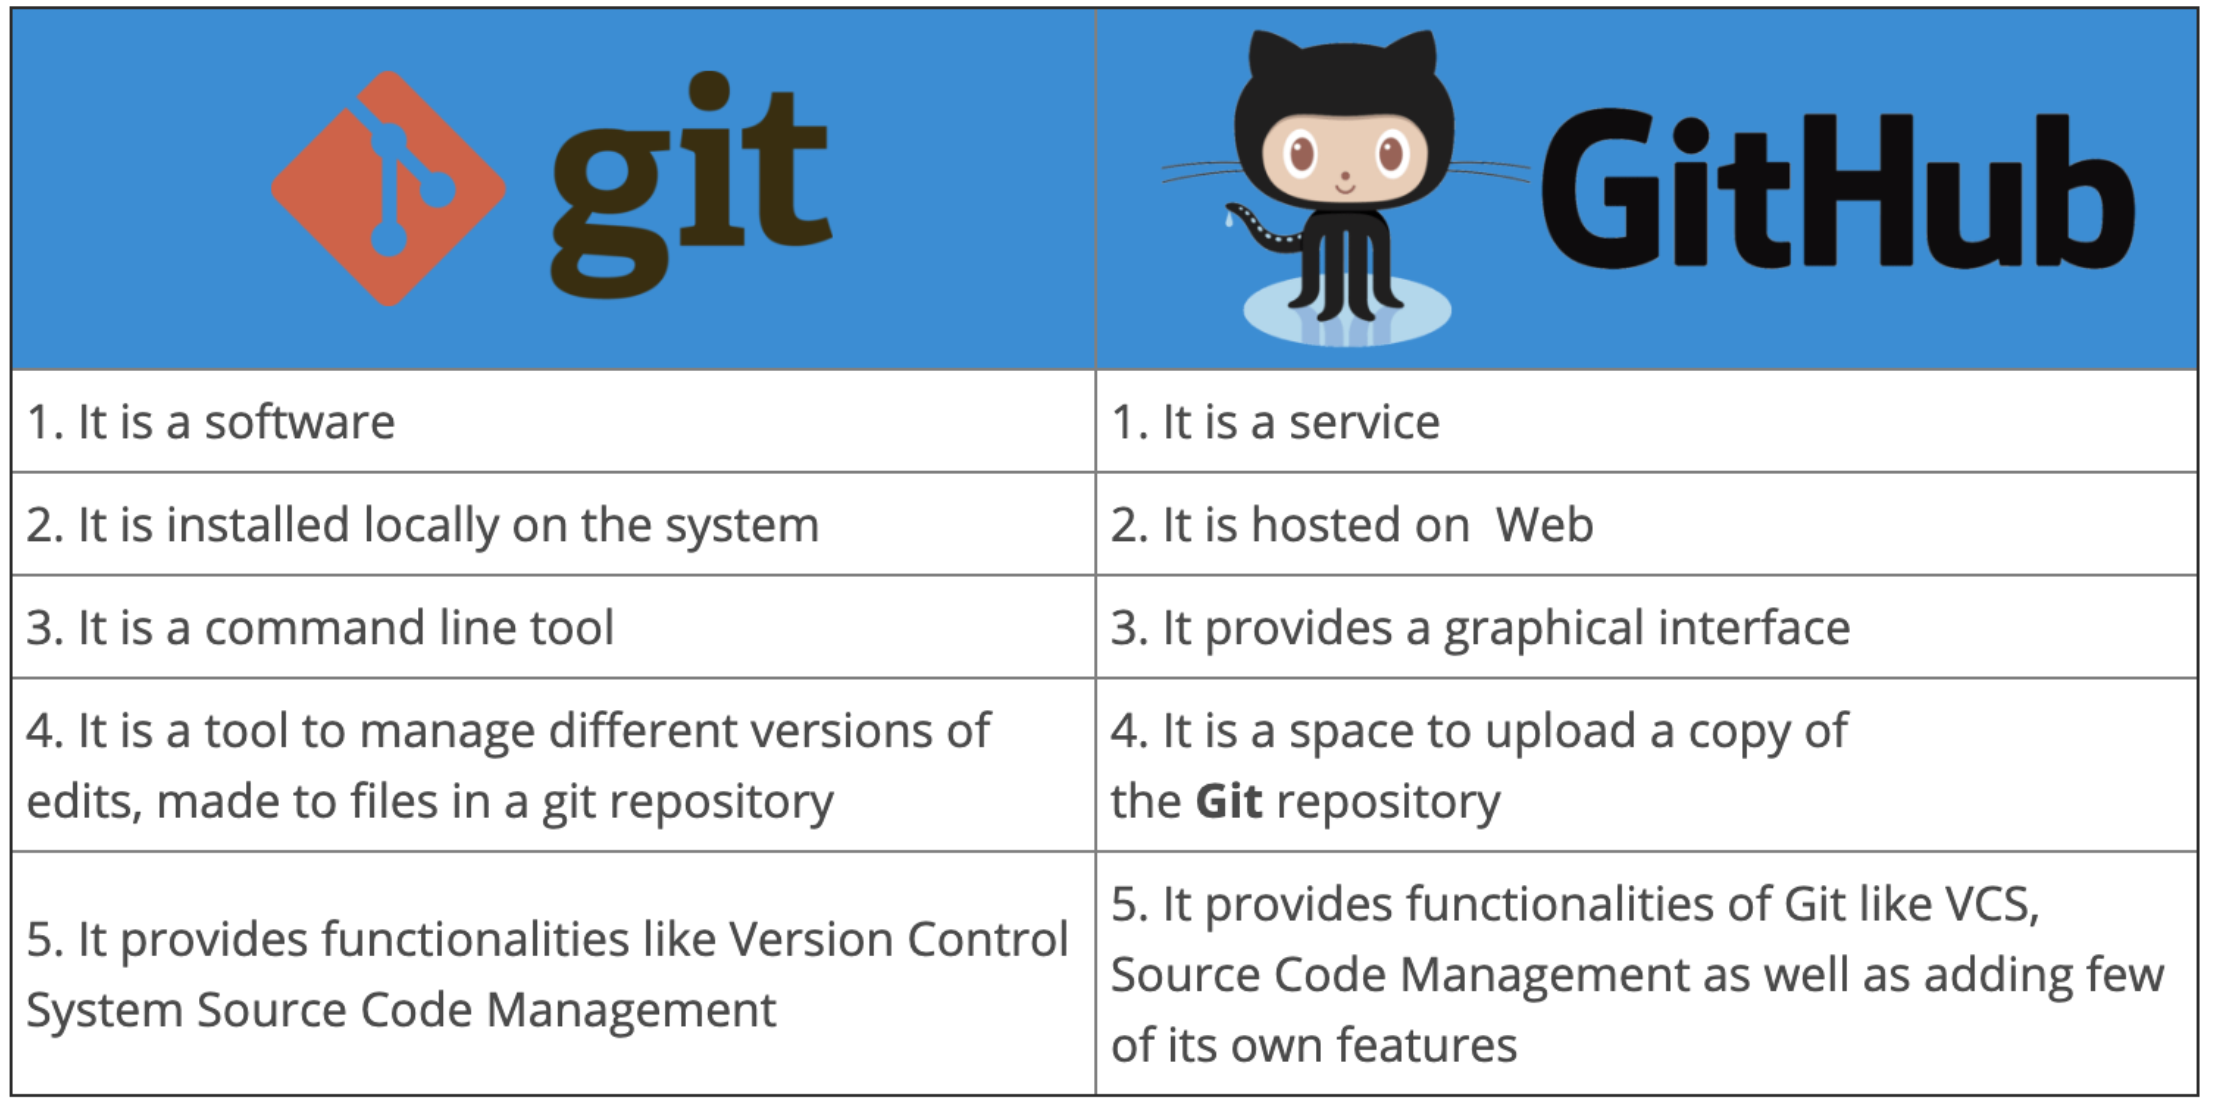 git
GitHub
1. It is a software
1. It is a service
2. It is installed locally on the system
2. It is hosted on  Web
3. It is a command line tool
3. It provides a graphical interface
4. It is a tool to manage different versions of
edits, made to files in a git repository
4. It is a space to upload a copy of
the Git repository
5. It provides functionalities like Version Control
System Source Code Management
5. It provides functionalities of Git like VCS,
Source Code Management as well as adding few
of its own features